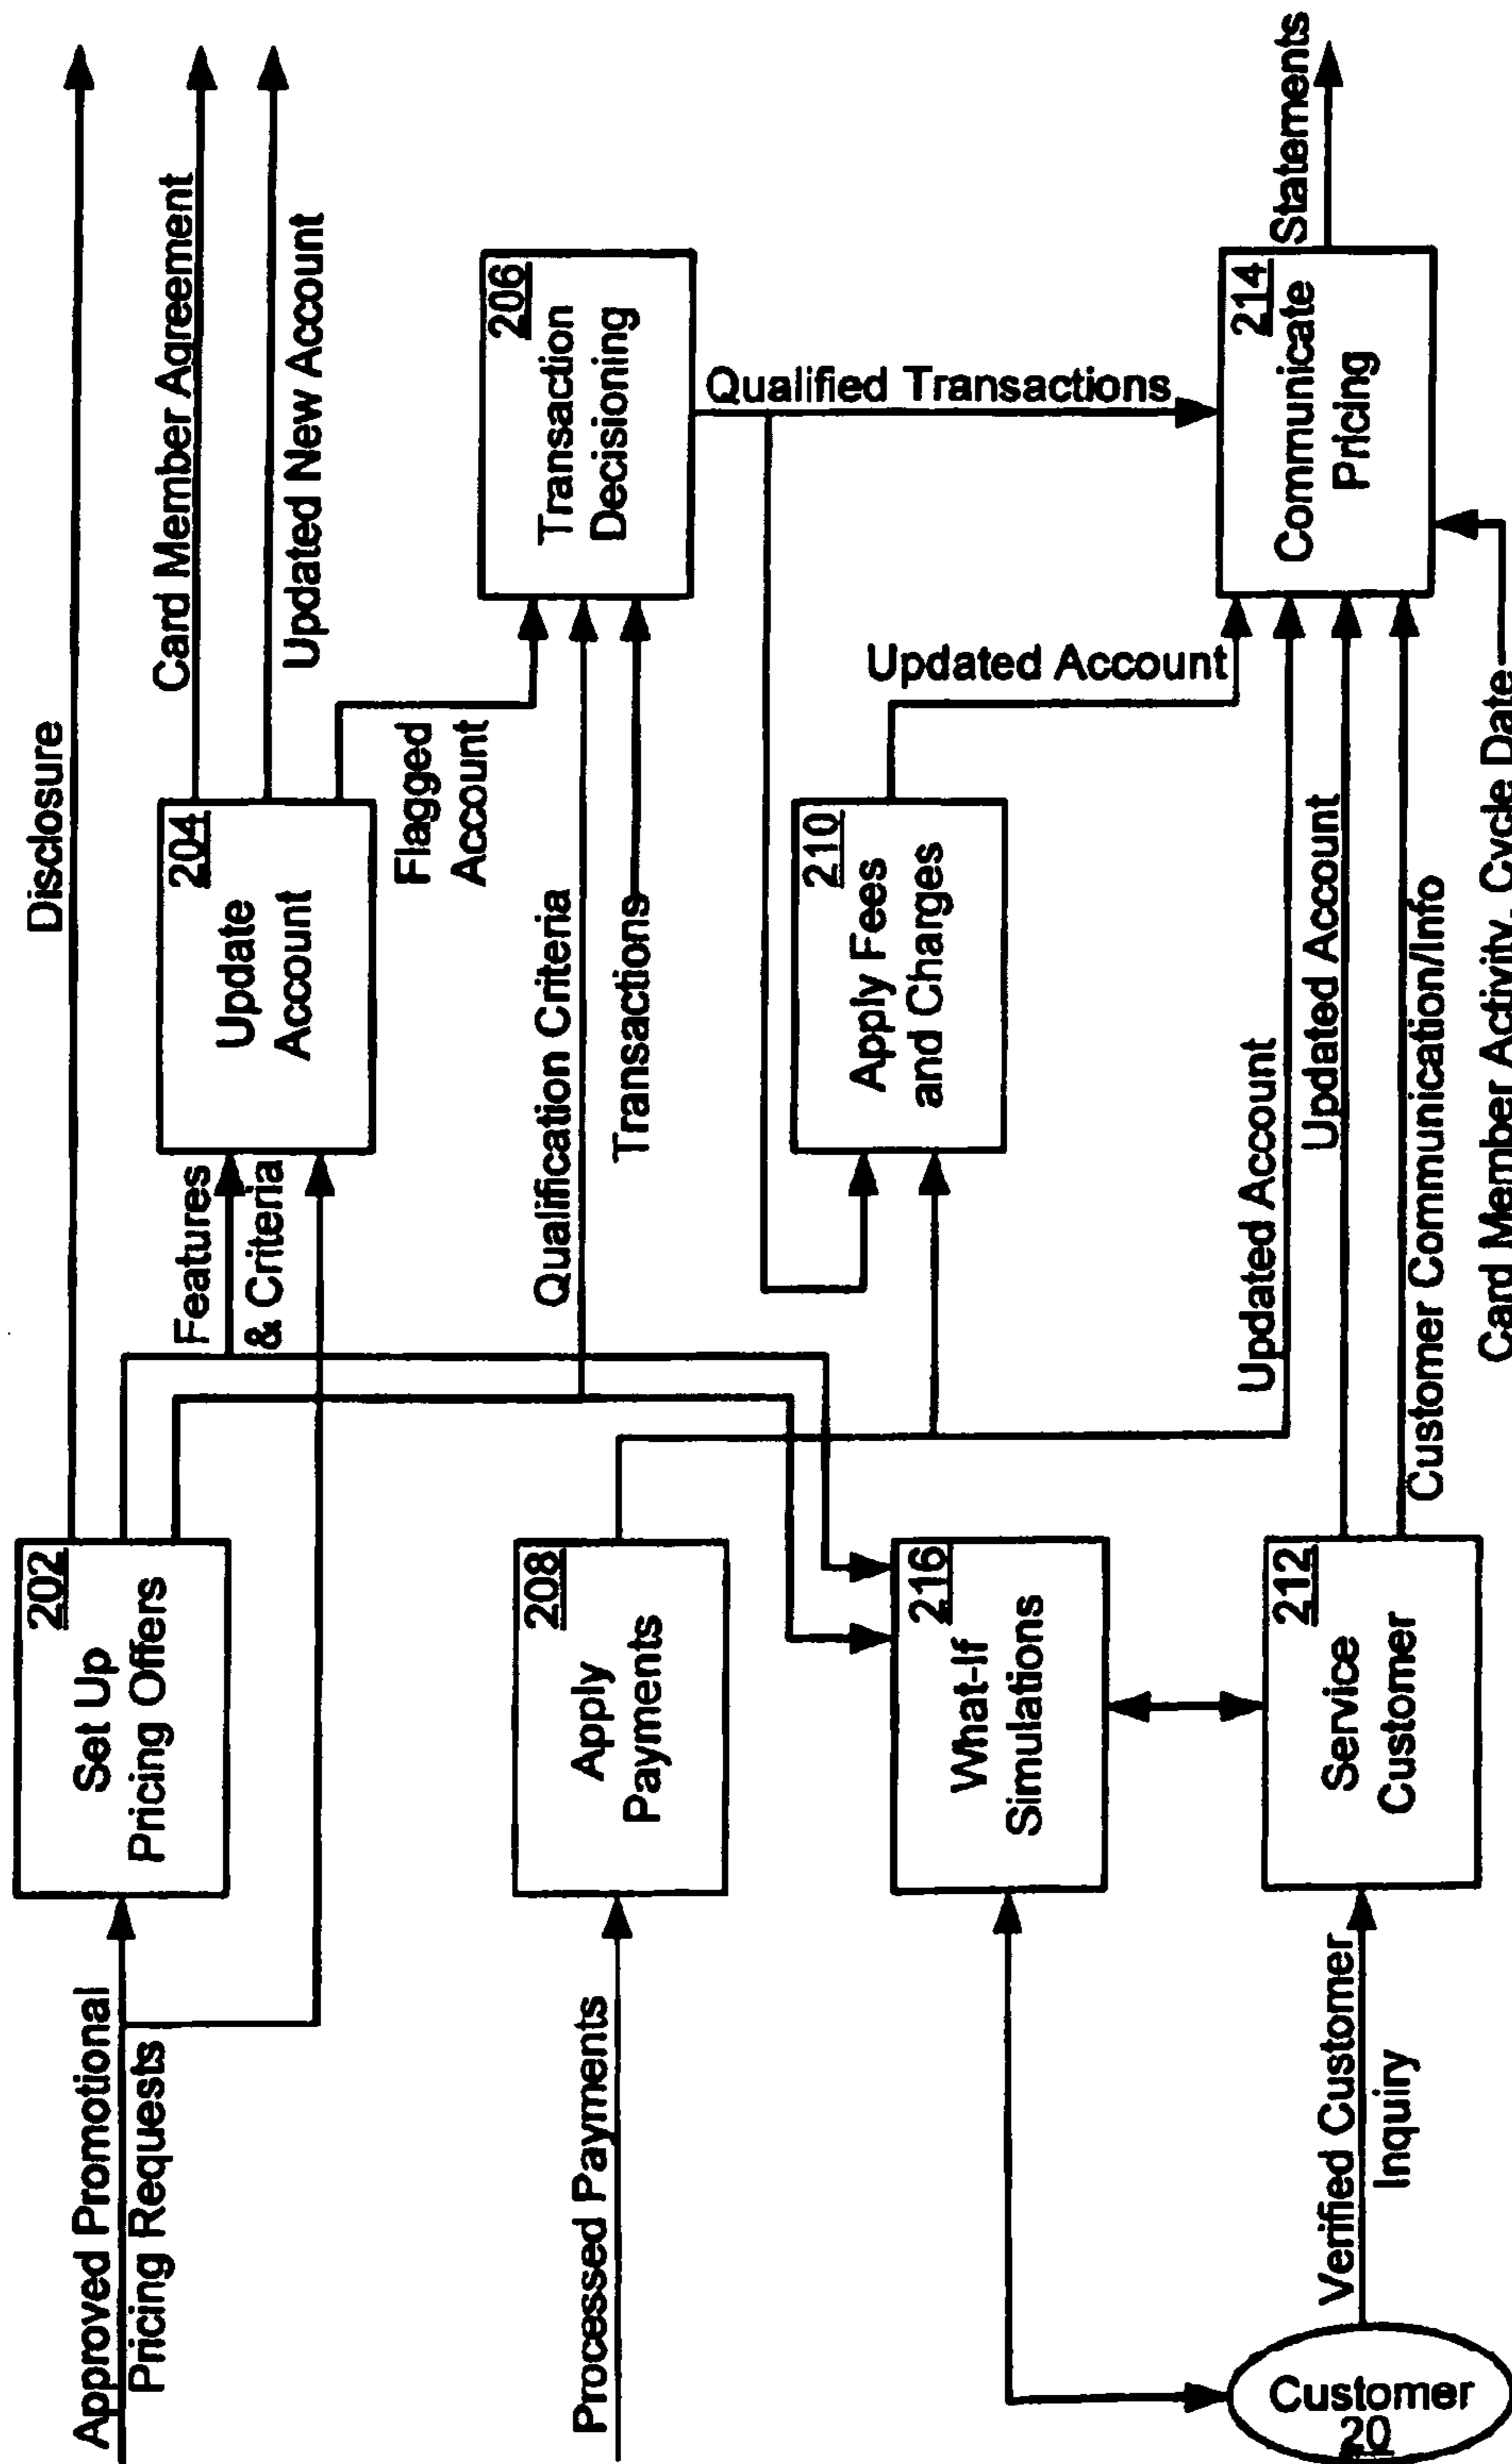 Disclosure
Card Member Agreement
Updated New Account
Approved Promotional
Pricing Requests
202
Set Up
Pricing Offers
Features
& Criteria
204
Update
Account
Flagged
Account
Qualification Criteria
Transactions
206
Transaction
Decisioning
Processed Payments
208
Apply
Payments
210
Apply Fees
and Charges
Updated Account
Qualified Transactions
216
What-If
Simulations
Updated Account
Updated Account
Customer Communication/Info
Card Member Activity, Cycle Date
214
Communicate
Pricing
Statements
Customer
20
Verified Customer
Inquiry
212
Service
Customer